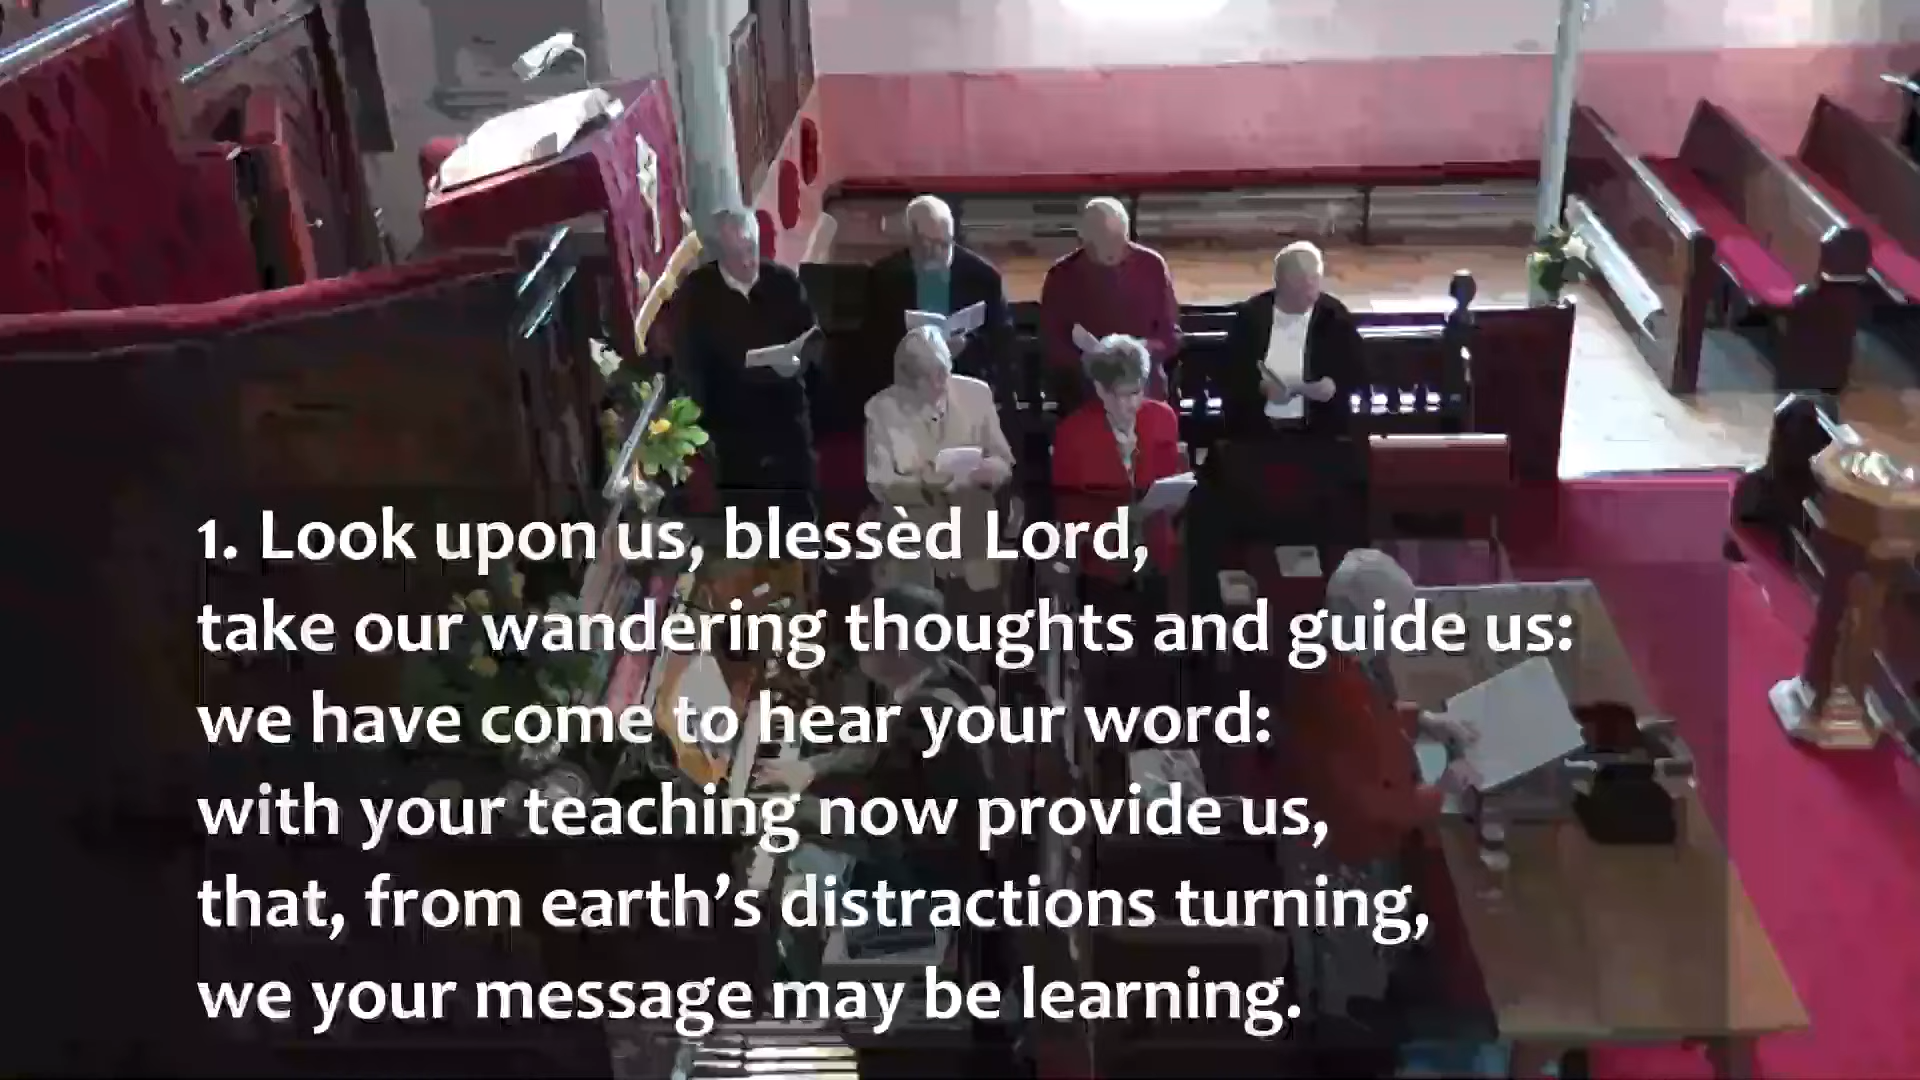 1. Look upon us, blessèd Lord,
take our wandering thoughts and guide us:
we have come to hear your word:
with your teaching now provide us,
that, from earth’s distractions turning,
we your message may be learning.